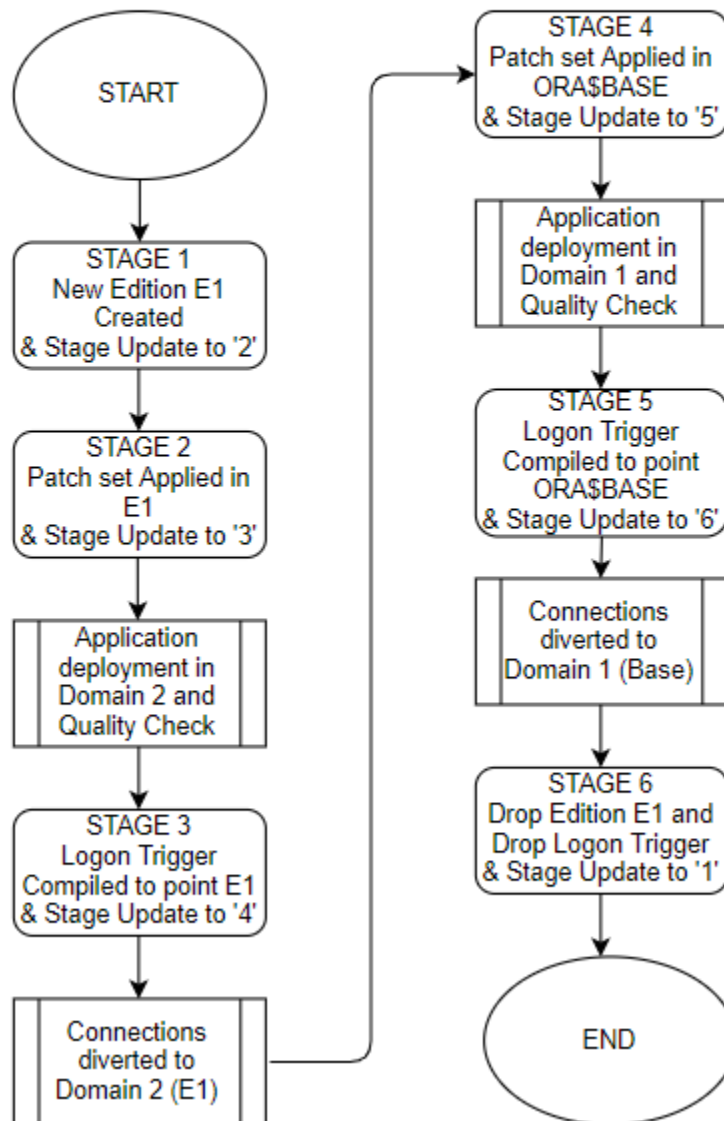 START
STAGE 1
New Edition E1
Created
& Stage Update to '2'
STAGE 2
Patch set Applied in
E1
& Stage Update to '3'
Application
deployment in
Domain 2 and
Quality Check
STAGE 3
Logon Trigger
Compiled to point E1
& Stage Update to '4'
Connections
diverted to
Domain 2 (E1)
STAGE 4
Patch set Applied in
ORA$BASE
& Stage Update to '5'
Application
deployment in
Domain 1 and
Quality Check
STAGE 5
Logon Trigger
Compiled to point
ORA$BASE
& Stage Update to '6'
Connections
diverted to
Domain 1 (Base)
STAGE 6
Drop Edition E1 and
Drop Logon Trigger
& Stage Update to '1'
END